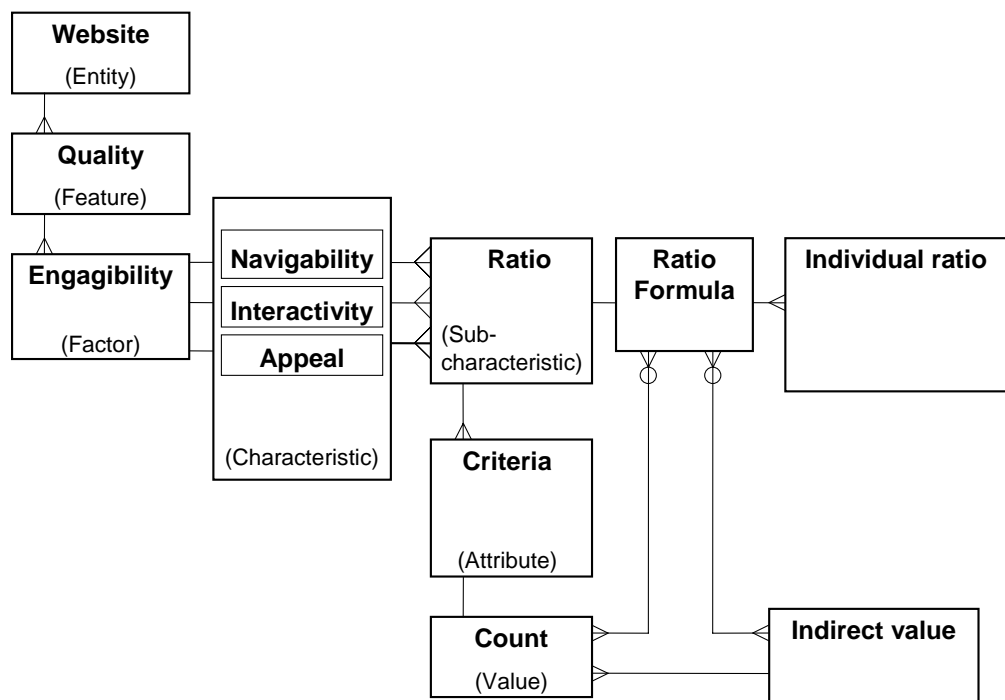 Website
(Entity)
Quality
(Feature)
Engagibility
(Factor)
Navigability
Interactivity
Appeal
(Characteristic)
Ratio
(Sub-
characteristic)
Ratio
Formula
Individual ratio
Criteria
(Attribute)
Count
(Value)
Indirect value